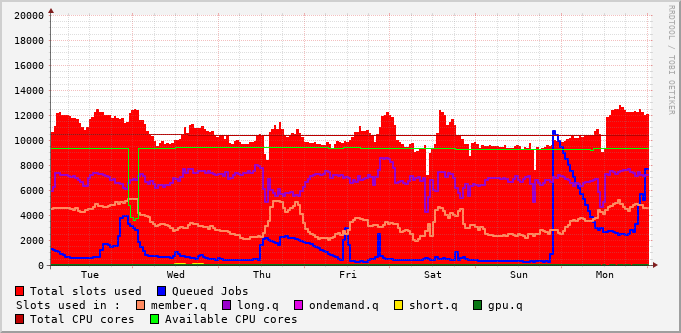 20000
18000
16000
14000
12000
10000
8000
6000
4000
2000
0
Tue Wed Thu Fri Sat Sun Mon
RRDTOOL / TOBI OETIKER
Total slots used Queued Jobs
Slots used in : member.q long.q ondemand.q short.q gpu.q
Total CPU cores Available CPU cores